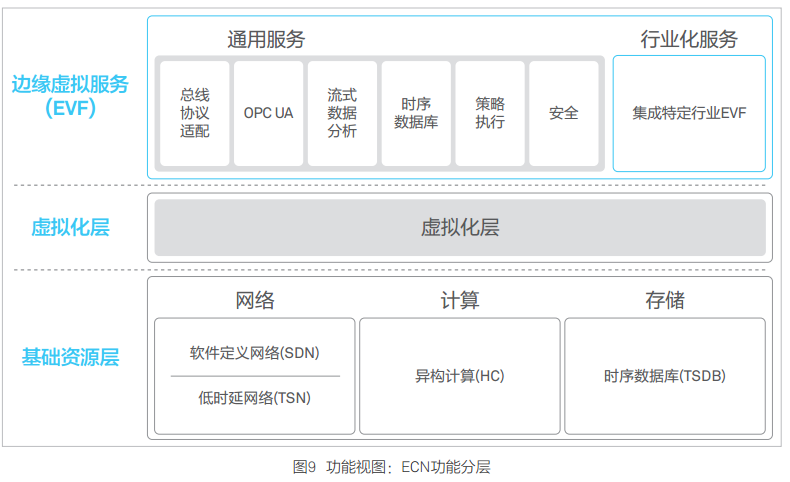 通用服务
行业化服务
边缘虚拟服务
(EVF)
总线
协议
适配
OPC UA
流式
数据
分析
时序
数据库
策略
执行
安全
集成特定行业EVF
虚拟化层
虚拟化层
网络
计算
存储
基础资源层
软件定义网络(SDN)
低时延网络(TSN)
异构计算(HC)
时序数据库(TSDB)
图9 功能视图：ECN功能分层